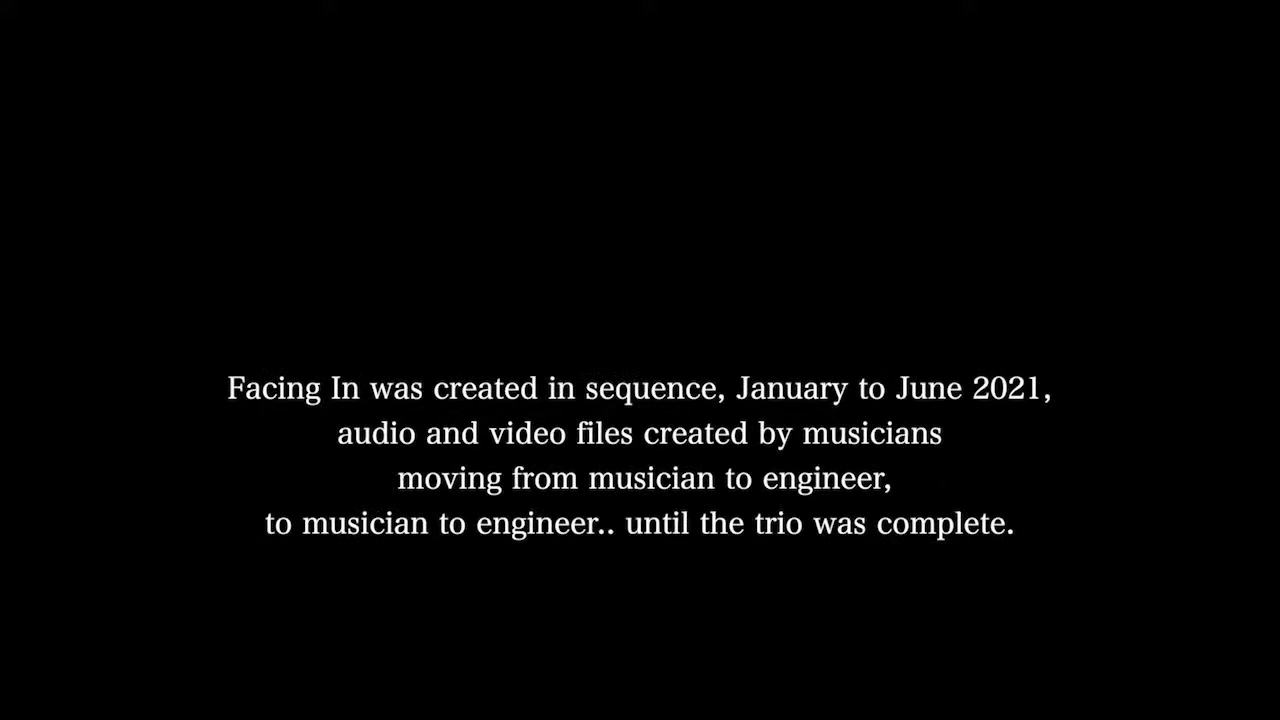 Facing In was created in sequence, January to June 2021,
audio and video files created by musicians
moving from musician to engineer,
to musician to engineer.. until the trio was complete.